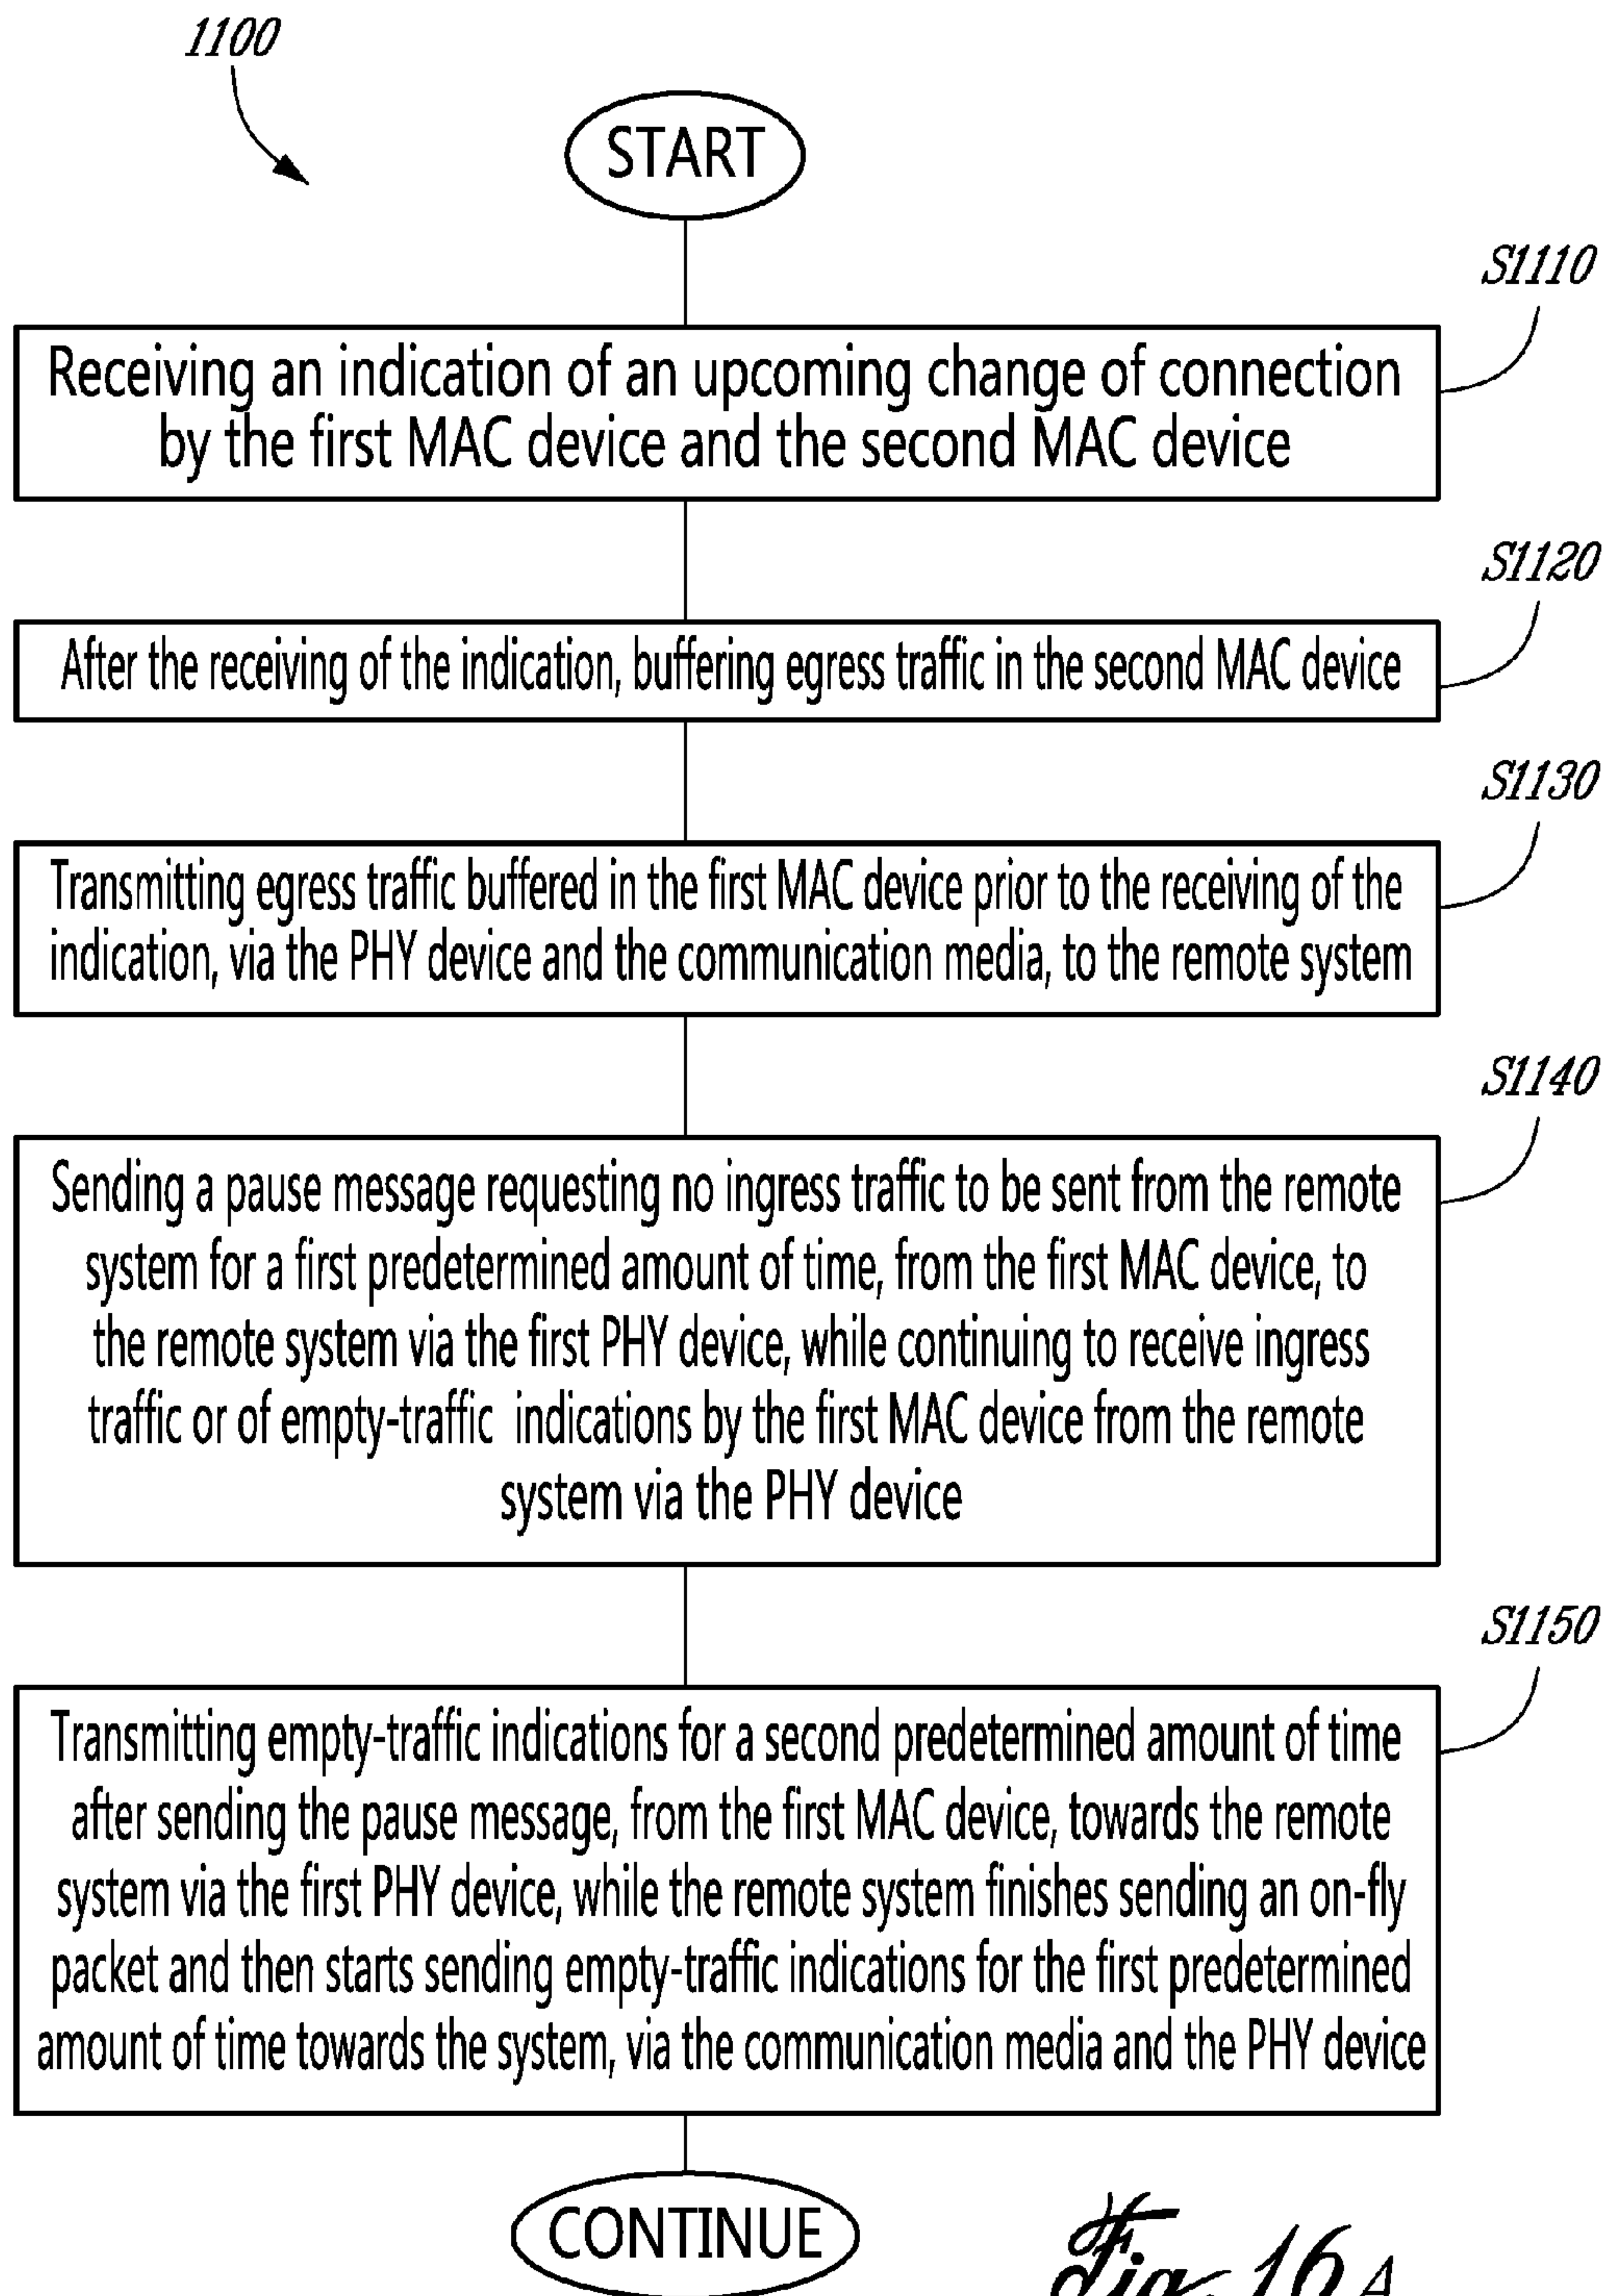 1100
START
S1110
Receiving an indication of an upcoming change of connection
by the first MAC device and the second MAC device
S1120
After the receiving of the indication, buffering egress traffic in the second MAC device
S1130
Transmitting egress traffic buffered in the first MAC device prior to the receiving of the
indication, via the PHY device and the communication media, to the remote system
S1140
Sending a pause message requesting no ingress traffic to be sent from the remote
system for a first predetermined amount of time, from the first MAC device, to
the remote system via the first PHY device, while continuing to receive ingress
traffic or of empty-traffic indications by the first MAC device from the remote
system via the PHY device
S1150
Transmitting empty-traffic indications for a second predetermined amount of time
after sending the pause message, from the first MAC device, towards the remote
system via the first PHY device, while the remote system finishes sending an on-fly
packet and then starts sending empty-traffic indications for the first predetermined
amount of time towards the system, via the communication media and the PHY device
CONTINUE
Fig. 16A